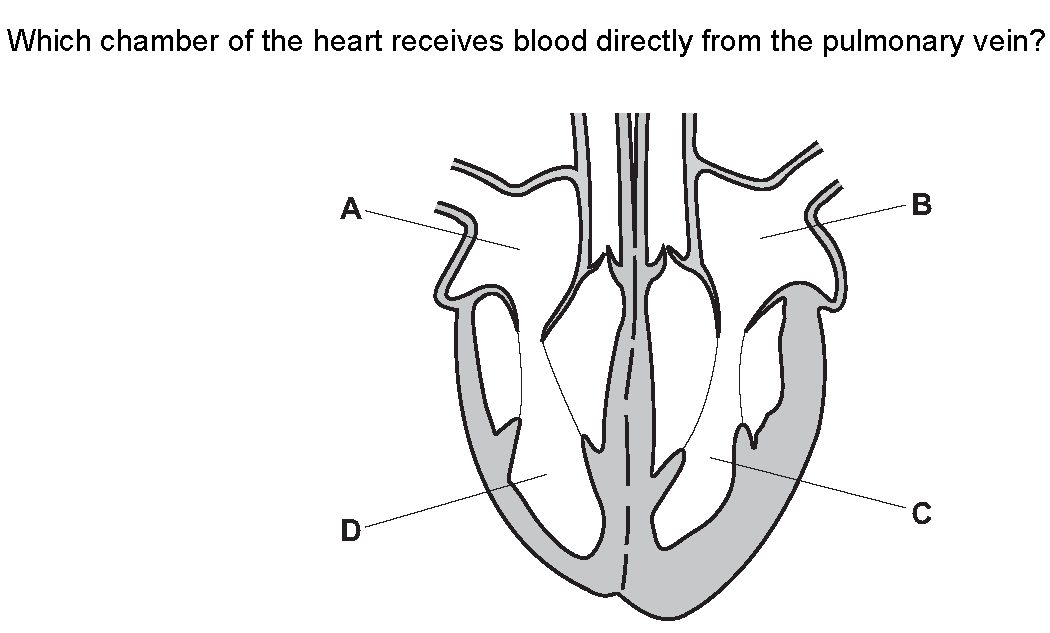 Which chamber of the heart receives blood directly from the pulmonary vein?
A
B
D
C